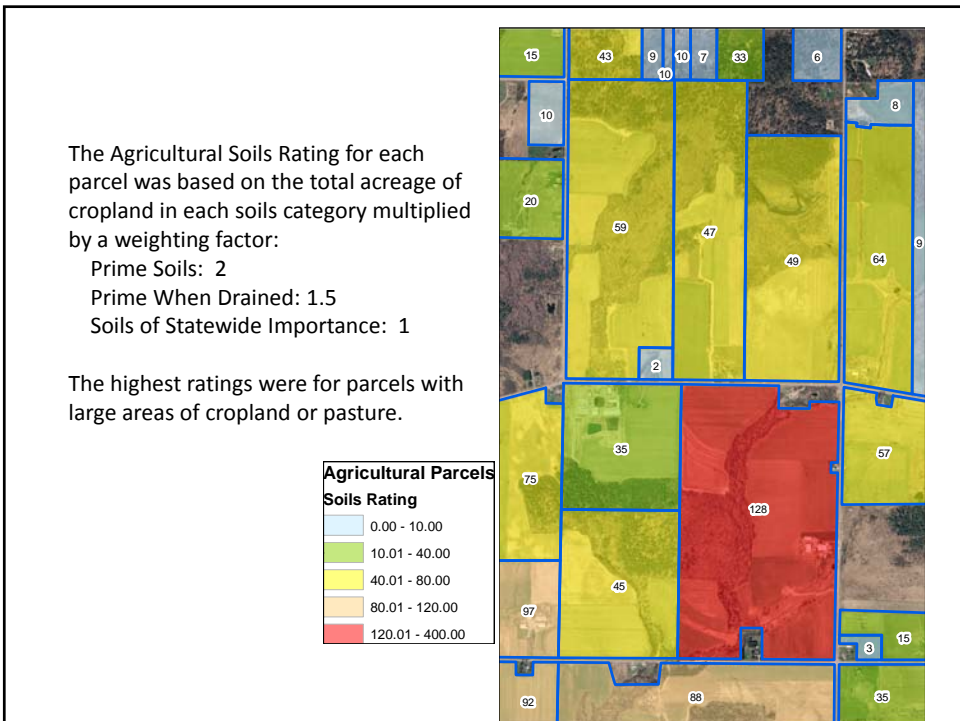 The Agricultural Soils Rating for each
parcel was based on the total acreage of
cropland in each soils category multiplied
by a weighting factor:
Prime Soils:  2
Prime When Drained: 1.5
Soils of Statewide Importance:  1
The highest ratings were for parcels with
large areas of cropland or pasture.
Agricultural Parcels
Soils Rating
0.00 - 10.00
10.01 - 40.00
40.01 - 80.00
80.01 - 120.00
120.01 - 400.00
15
43
9
10
10
7
33
6
10
8
20
59
47
49
64
9
2
75
35
128
57
45
97
15
3
92
88
35